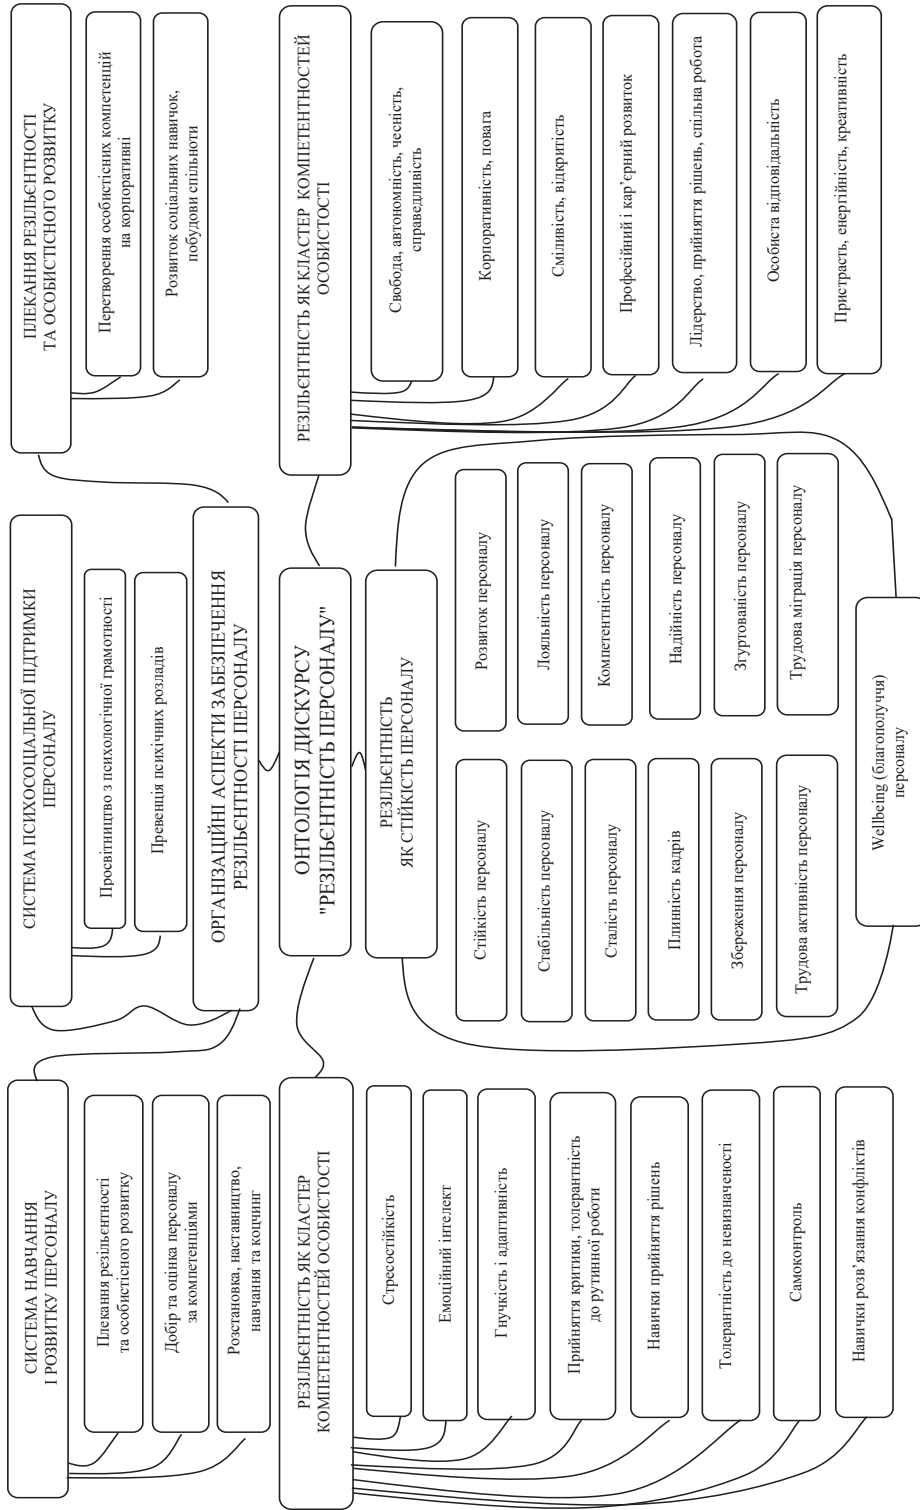 СИСТЕМА НАВЧАННЯ
І РОЗВИТКУ ПЕРСОНАЛУ
Плекання резільєнтності
та особистісного розвитку
Добір та оцінка персоналу
за компетенціями
Розстановка, наставництво,
навчання та коучинг
СИСТЕМА ПСИХОСОЦІАЛЬНОЇ ПІДТРИМКИ
ПЕРСОНАЛУ
Просвітництво з психологічної грамотності
Превенція психічних розладів
ПЛЕКАННЯ РЕЗІЛЬЄНТНОСТІ
ТА ОСОБИСТІСНОГО РОЗВИТКУ
Перетворення особистісних компетенцій
на корпоративні
Розвиток соціальних навичок,
побудови спільноти
ОРГАНІЗАЦІЙНІ АСПЕКТИ ЗАБЕЗПЕЧЕННЯ
РЕЗІЛЬЄНТНОСТІ ПЕРСОНАЛУ
ОНТОЛОГІЯ ДИСКУРСУ
"РЕЗІЛЬЄНТНІСТЬ ПЕРСОНАЛУ"
РЕЗІЛЬЄНТНІСТЬ ЯК КЛАСТЕР
КОМПЕТЕНТНОСТЕЙ ОСОБИСТОСТІ
Стресостійкість
Емоційний інтелект
Гнучкість і адаптивність
Прийняття критики, толерантність
до рутинної роботи
Навички прийняття рішень
Толерантність до невизначеності
Самоконтроль
Навички розв’язання конфліктів
РЕЗІЛЬЄНТНІСТЬ
ЯК СТІЙКІСТЬ ПЕРСОНАЛУ
Стійкість персоналу
Стабільність персоналу
Сталість персоналу
Плинність кадрів
Збереження персоналу
Трудова активність персоналу
Розвиток персоналу
Лояльність персоналу
Компетентність персоналу
Надійність персоналу
Згуртованість персоналу
Трудова міграція персоналу
Wellbeing (благополуччя)
персоналу
РЕЗІЛЬЄНТНІСТЬ ЯК КЛАСТЕР КОМПЕТЕНТНОСТЕЙ
ОСОБИСТОСТІ
Свобода, автономність, чесність,
справедливість
Корпоративність, повага
Сміливість, відкритість
Професійний і кар’єрний розвиток
Лідерство, прийняття рішень, спільна робота
Особиста відповідальність
Пристрасть, енергійність, креативність